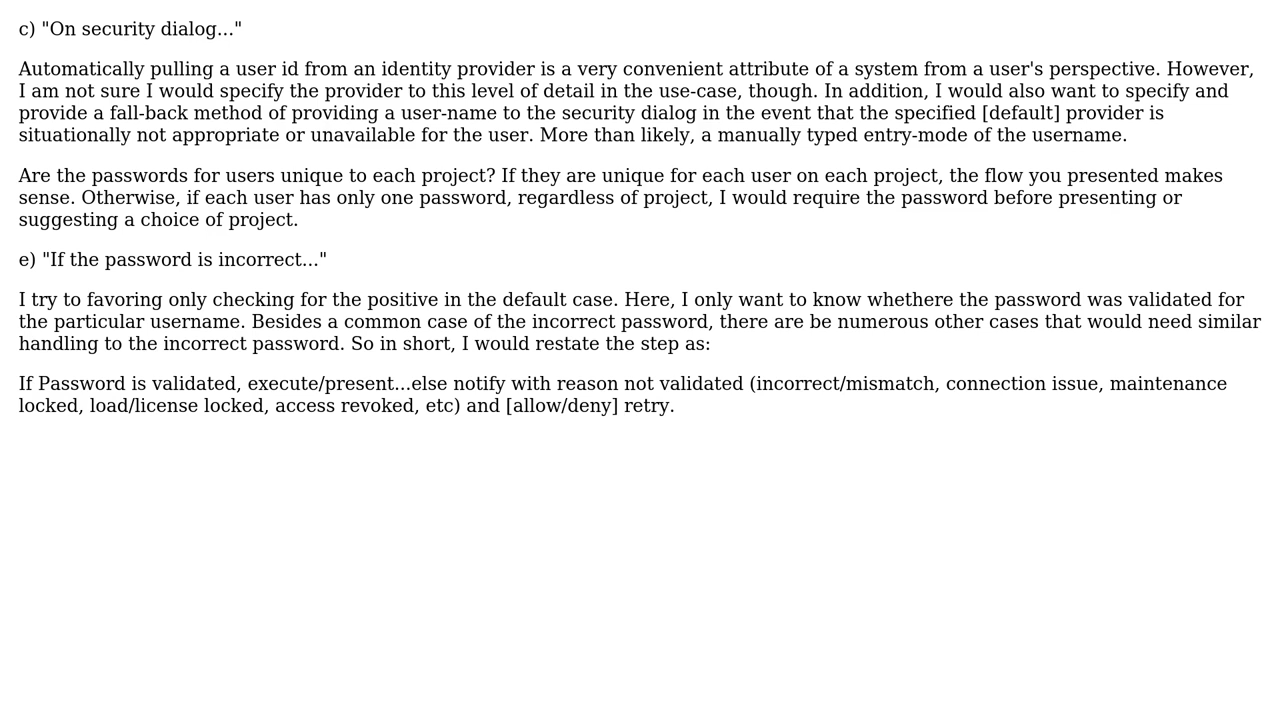 c) "On security dialog..."
Automatically pulling a user id from an identity provider is a very convenient attribute of a system from a user's perspective. However,
I am not sure I would specify the provider to this level of detail in the use-case, though. In addition, I would also want to specify and
provide a fall-back method of providing a user-name to the security dialog in the event that the specified [default] provider is
situationally not appropriate or unavailable for the user. More than likely, a manually typed entry-mode of the username.
Are the passwords for users unique to each project? If they are unique for each user on each project, the flow you presented makes
sense. Otherwise, if each user has only one password, regardless of project, I would require the password before presenting or
suggesting a choice of project.
e) "If the password is incorrect..."
I try to favoring only checking for the positive in the default case. Here, I only want to know whethere the password was validated for
the particular username. Besides a common case of the incorrect password, there are be numerous other cases that would need similar
handling to the incorrect password. So in short, I would restate the step as:
If Password is validated, execute/present...else notify with reason not validated (incorrect/mismatch, connection issue, maintenance
locked, load/license locked, access revoked, etc) and [allow/deny] retry.